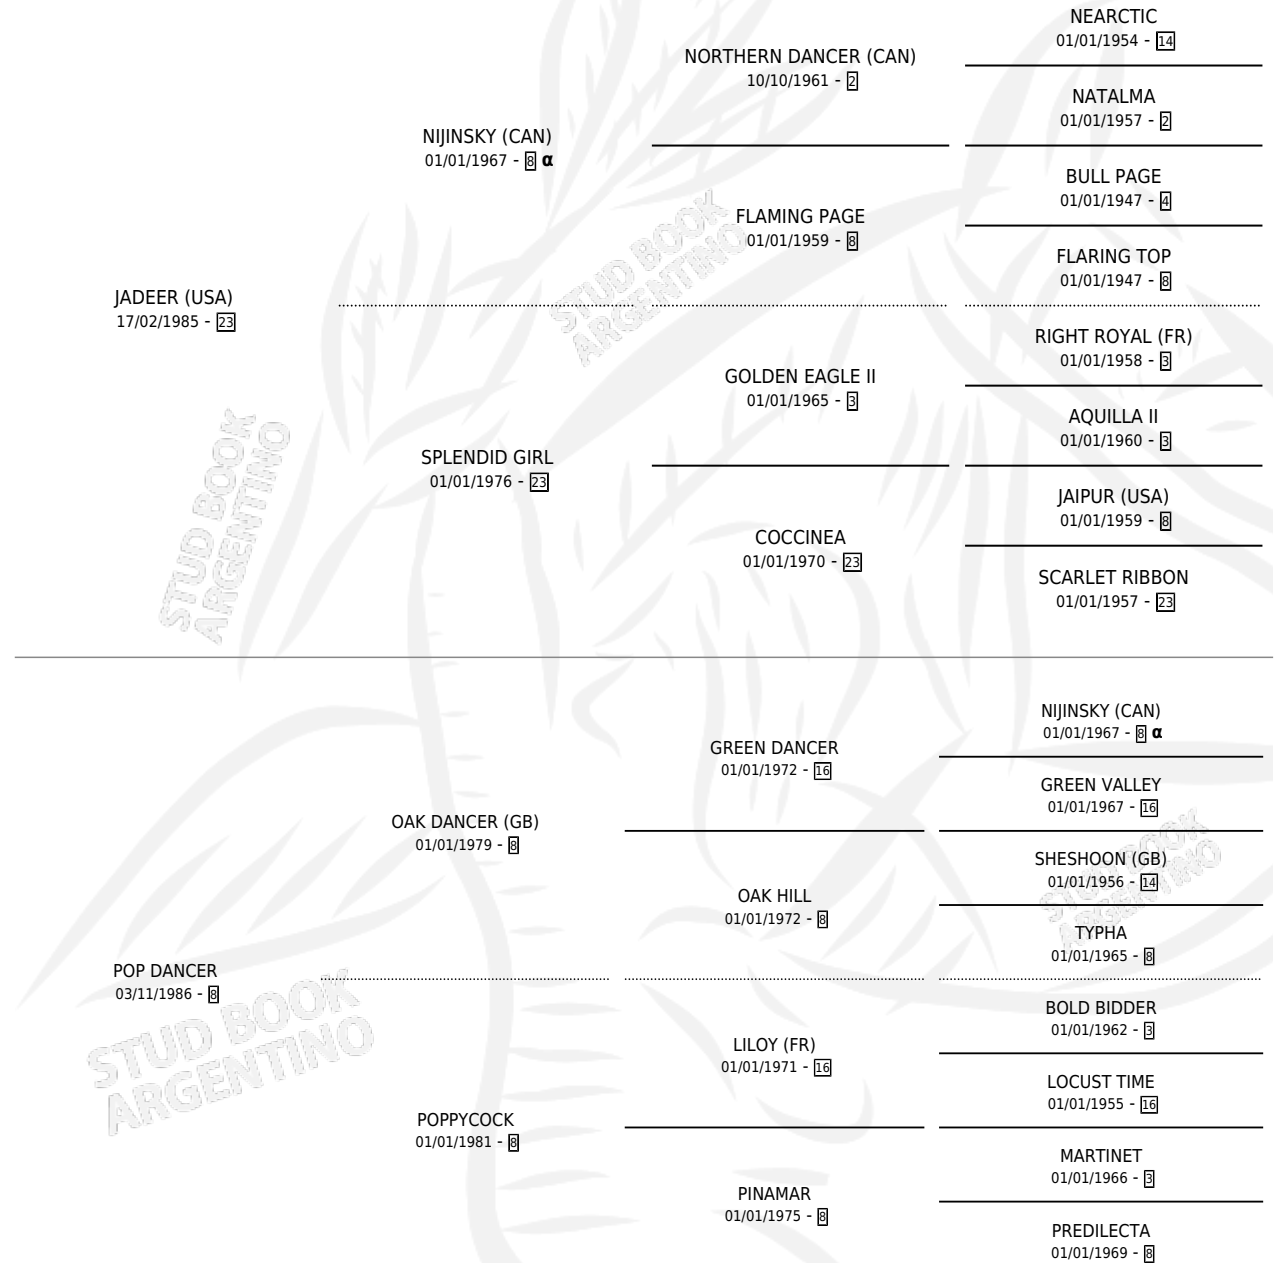 NEARCTIC
01/01/1954 - 14
NORTHERN DANCER (CAN)
10/10/1961 - 2
NATALMA
01/01/1957 - 2
NIJINSKY (CAN)
01/01/1967 - 8 α
BULL PAGE
01/01/1947 - 4
FLAMING PAGE
01/01/1959 - 8
FLARING TOP
01/01/1947 - 8
JADEER (USA)
17/02/1985 - 23
RIGHT ROYAL (FR)
01/01/1958 - 3
GOLDEN EAGLE II
01/01/1965 - 3
AQUILLA II
01/01/1960 - 3
SPLENDID GIRL
01/01/1976 - 23
JAIPUR (USA)
01/01/1959 - 8
COCCINEA
01/01/1970 - 23
SCARLET RIBBON
01/01/1957 - 23
NIJINSKY (CAN)
01/01/1967 - 8 α
GREEN DANCER
01/01/1972 - 16
GREEN VALLEY
01/01/1967 - 16
OAK DANCER (GB)
01/01/1979 - 8
SHESHOON (GB)
01/01/1956 - 14
OAK HILL
01/01/1972 - 8
TYPHA
01/01/1965 - 8
POP DANCER
03/11/1986 - 8
BOLD BIDDER
01/01/1962 - 3
LILOY (FR)
01/01/1971 - 16
LOCUST TIME
01/01/1955 - 16
POPPYCOCK
01/01/1981 - 8
MARTINET
01/01/1966 - 3
PINAMAR
01/01/1975 - 8
PREDILECTA
01/01/1969 - 8
STUD BOOK
ARGENTINO
STUD BOOK
ARGENTINO
STUD BOOK
ARGENTINO
STUD BOOK
ARGENTINO